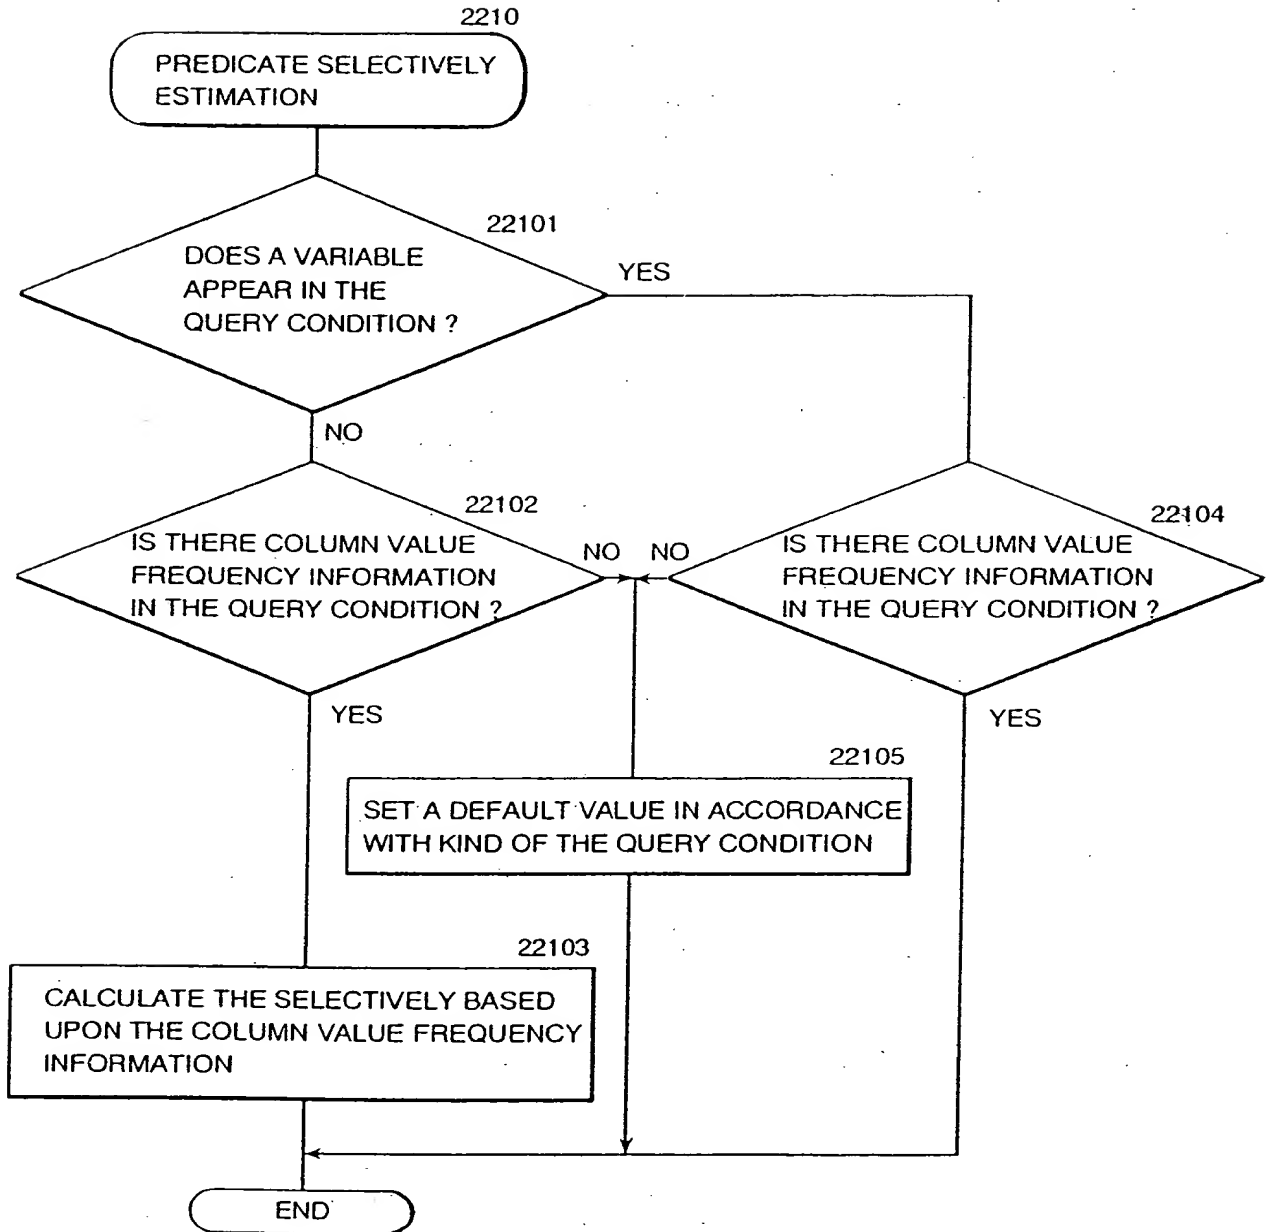 2210
PREDICATE SELECTIVELY
ESTIMATION
22101
DOES A VARIABLE
APPEAR IN THE
QUERY CONDITION ?
YES
NO
22102
IS THERE COLUMN VALUE
FREQUENCY INFORMATION
IN THE QUERY CONDITION ?
NO
NO
22104
IS THERE COLUMN VALUE
FREQUENCY INFORMATION
IN THE QUERY CONDITION ?
YES
YES
22105
SET A DEFAULT VALUE IN ACCORDANCE
WITH KIND OF THE QUERY CONDITION
22103
CALCULATE THE SELECTIVELY BASED
UPON THE COLUMN VALUE FREQUENCY
INFORMATION
END